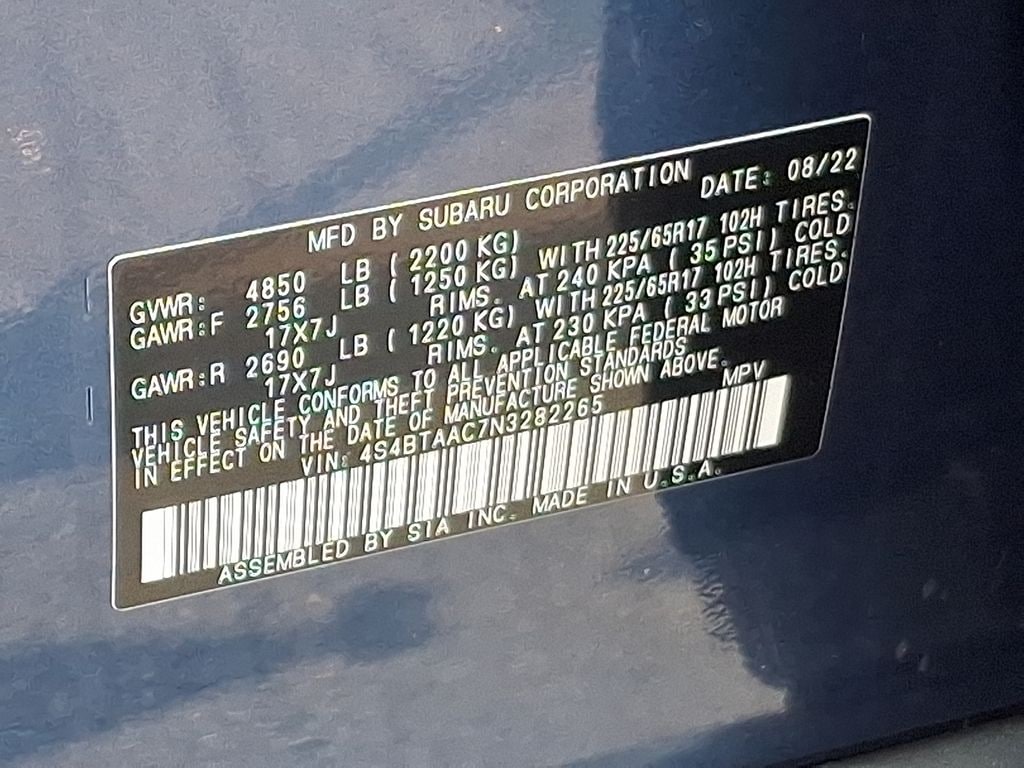 MFD BY SUBARU CORPORATION DATE: 08/22
GVWR: 4850 LB ( 2200 KG)
GAWR:F 2756 LB ( 1250 KG) WITH 225/65R17 102H TIRES.
17X7J RIMS. AT 240 KPA ( 35 PSI) COLD
GAWR:R 2690 LB ( 1220 KG) WITH 225/65R17 102H TIRES.
17X7J RIMS. AT 230 KPA ( 33 PSI) COLD
THIS VEHICLE CONFORMS TO ALL APPLICABLE FEDERAL MOTOR
VEHICLE SAFETY AND THEFT PREVENTION STANDARDS
IN EFFECT ON THE DATE OF MANUFACTURE SHOWN ABOVE.
VIN: 4S4BTAAC7N3282265 MPV
ASSEMBLED BY SIA INC. MADE IN U.S.A.